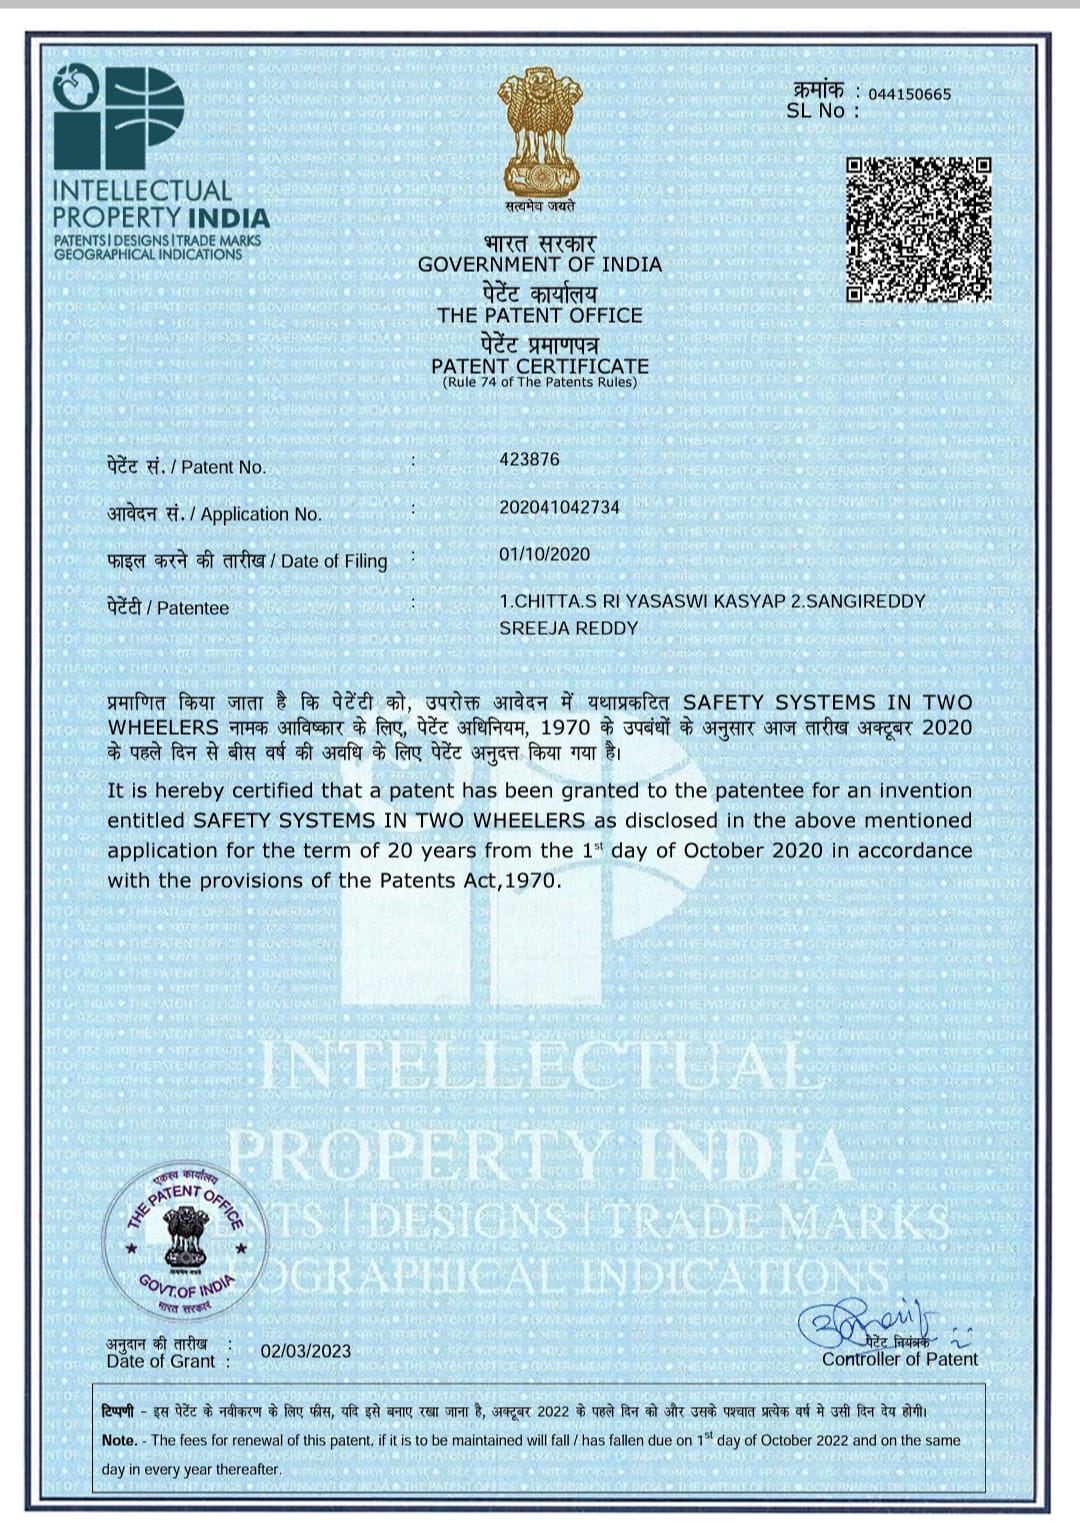 INTELLECTUAL
PROPERTY INDIA
PATENTS | DESIGNS | TRADE MARKS
GEOGRAPHICAL INDICATIONS
सत्यमेव जयते
क्रमांक : 044150665
SL No :
भारत सरकार
GOVERNMENT OF INDIA
पेटेंट कार्यालय
THE PATENT OFFICE
पेटेंट प्रमाणपत्र
PATENT CERTIFICATE
(Rule 74 of The Patents Rules)
पेटेंट सं. / Patent No. : 423876
आवेदन सं. / Application No. : 202041042734
फाइल करने की तारीख / Date of Filing : 01/10/2020
पेटेंटी / Patentee : 1.CHITTA.S RI YASASWI KASYAP 2.SANGIREDDY
SREEJA REDDY
प्रमाणित किया जाता है कि पेटेंटी को, उपरोक्त आवेदन में यथाप्रकटित SAFETY SYSTEMS IN TWO
WHEELERS नामक आविष्कार के लिए, पेटेंट अधिनियम, 1970 के उपबंधों के अनुसार आज तारीख अक्टूबर 2020
के पहले दिन से बीस वर्ष की अवधि के लिए पेटेंट अनुदत्त किया गया है।
It is hereby certified that a patent has been granted to the patentee for an invention
entitled SAFETY SYSTEMS IN TWO WHEELERS as disclosed in the above mentioned
application for the term of 20 years from the 1st day of October 2020 in accordance
with the provisions of the Patents Act,1970.
INTELLECTUAL
PROPERTY INDIA
TS | DESIGNS | TRADE MARKS
OGRAPHICAL INDICATION
एकस्व कार्यालय
THE PATENT OFFICE
GOVT.OF INDIA
भारत सरकार
अनुदान की तारीख : 02/03/2023
Date of Grant :
पेटेंट नियंत्रक
Controller of Patent
टिप्पणी - इस पेटेंट के नवीकरण के लिए फीस, यदि इसे बनाए रखा जाना है, अक्टूबर 2022 के पहले दिन को और उसके पश्चात प्रत्येक वर्ष मे उसी दिन देय होगी।
Note. - The fees for renewal of this patent, if it is to be maintained will fall / has fallen due on 1st day of October 2022 and on the same
day in every year thereafter.